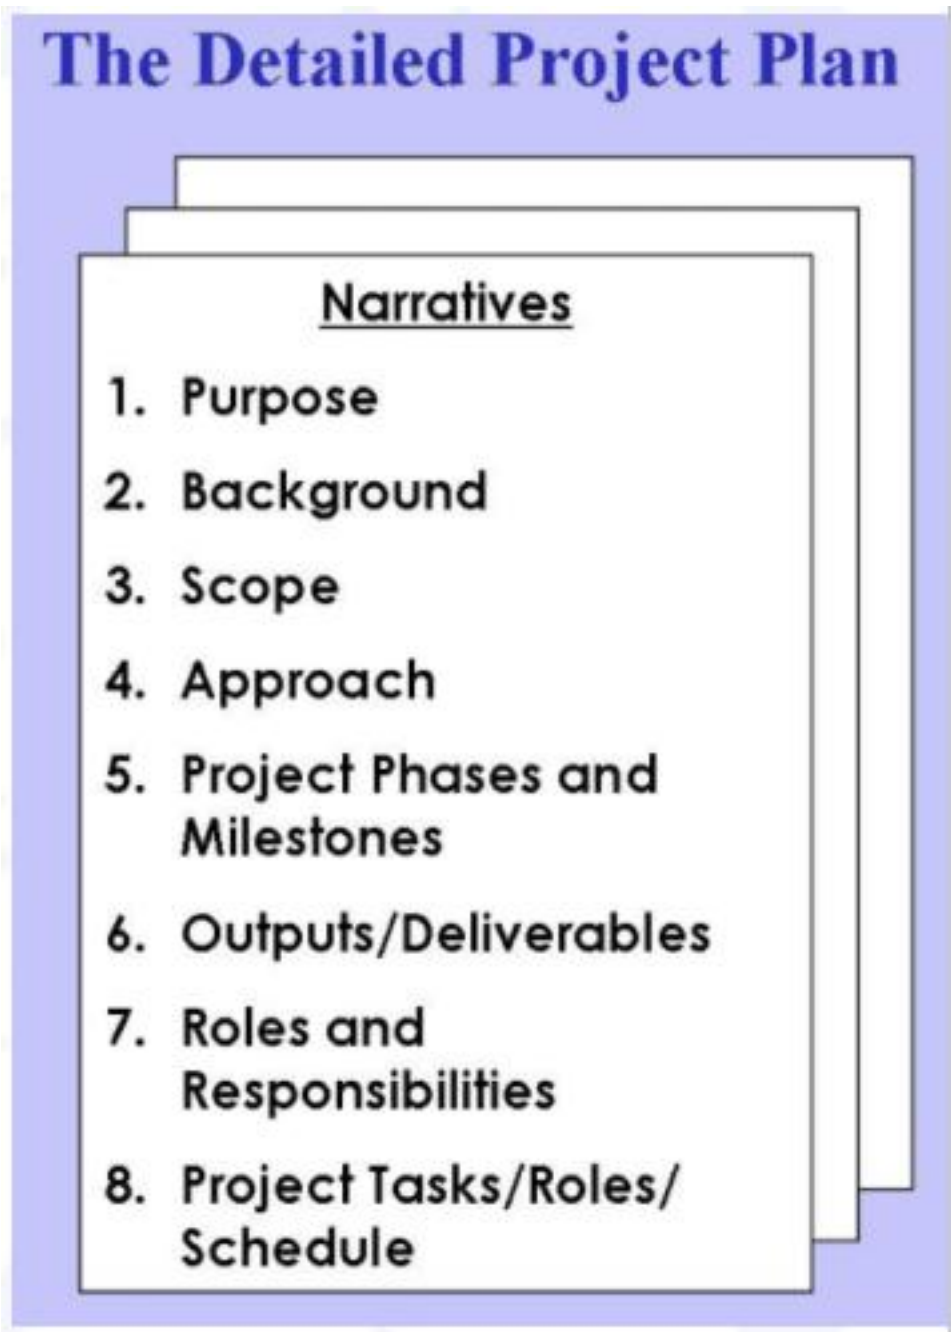 The Detailed Project Plan
Narratives
1. Purpose
2. Background
3. Scope
4. Approach
5. Project Phases and
Milestones
6. Outputs/Deliverables
7. Roles and
Responsibilities
8. Project Tasks/Roles/
Schedule